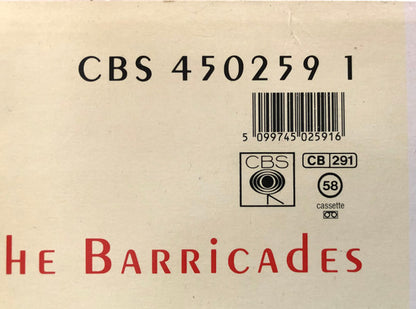 CBS 450259 1
5 099745 025916
CBS
CB 291
58
cassette
HE BARRICADES